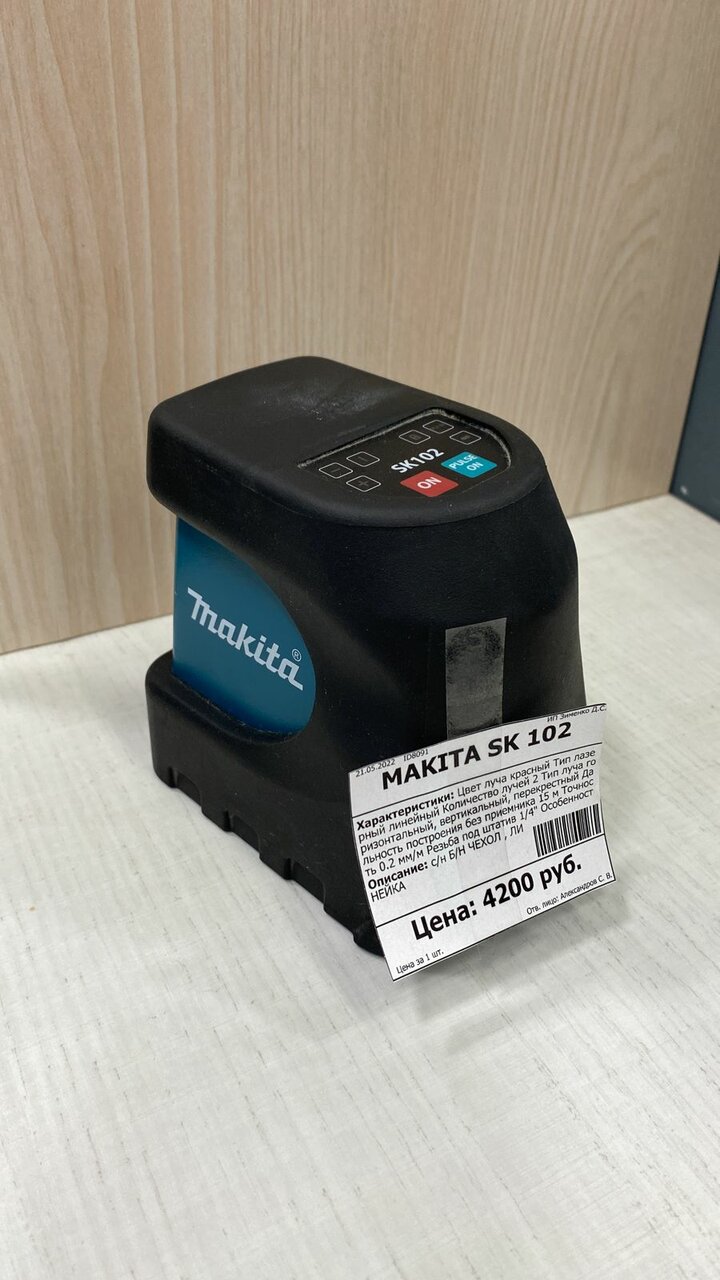 SK102
ON
PULSE
ON
makita®
21.05.2022 ID8091
ИП Зименко Д.С.
MAKITA SK 102
Характеристики: Цвет луча красный Тип лазе
рный линейный Количество лучей 2 Тип луча го
ризонтальный, вертикальный, перекрестный Да
льность построения без приемника 15 м Точнос
ть 0.2 мм/м Резьба под штатив 1/4" Особенност
Описание: с/н Б/Н ЧЕХОЛ , ЛИ
НЕЙКА
Цена: 4200 руб.
Цена за 1 шт.
Отв. лицо: Александров С. В.